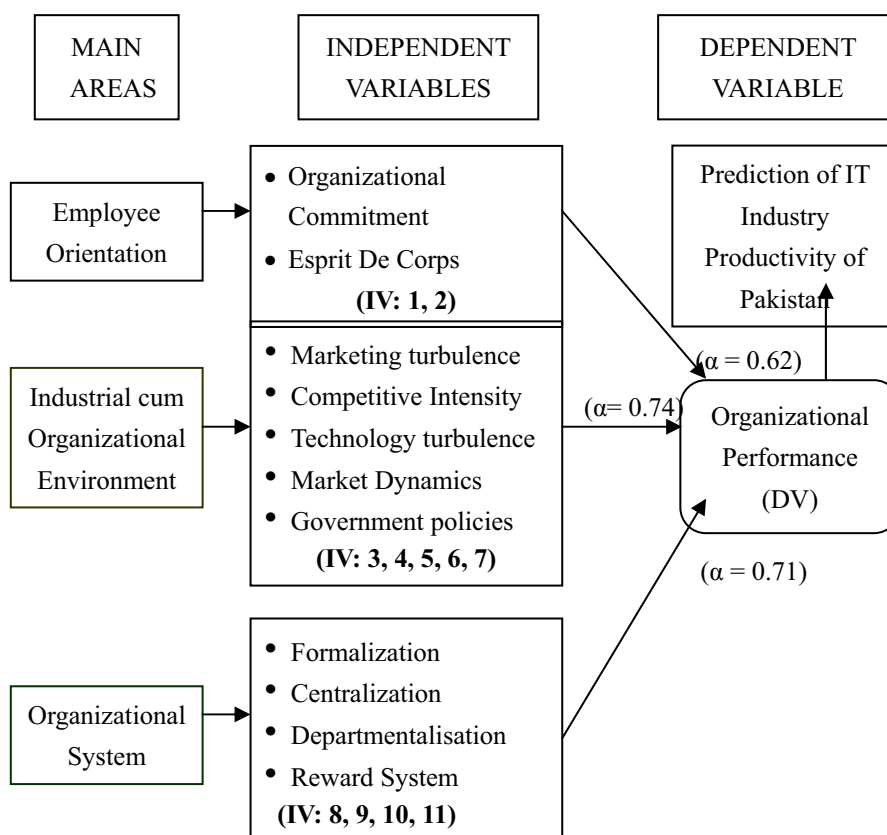 MAIN
AREAS
INDEPENDENT
VARIABLES
DEPENDENT
VARIABLE
Employee
Orientation
• Organizational
Commitment
• Esprit De Corps
(IV: 1, 2)
Prediction of IT
Industry
Productivity of
Pakistan
Industrial cum
Organizational
Environment
• Marketing turbulence
• Competitive Intensity
• Technology turbulence
• Market Dynamics
• Government policies
(IV: 3, 4, 5, 6, 7)
(α = 0.62)
(α= 0.74)
Organizational
Performance
(DV)
(α = 0.71)
Organizational
System
• Formalization
• Centralization
• Departmentalisation
• Reward System
(IV: 8, 9, 10, 11)